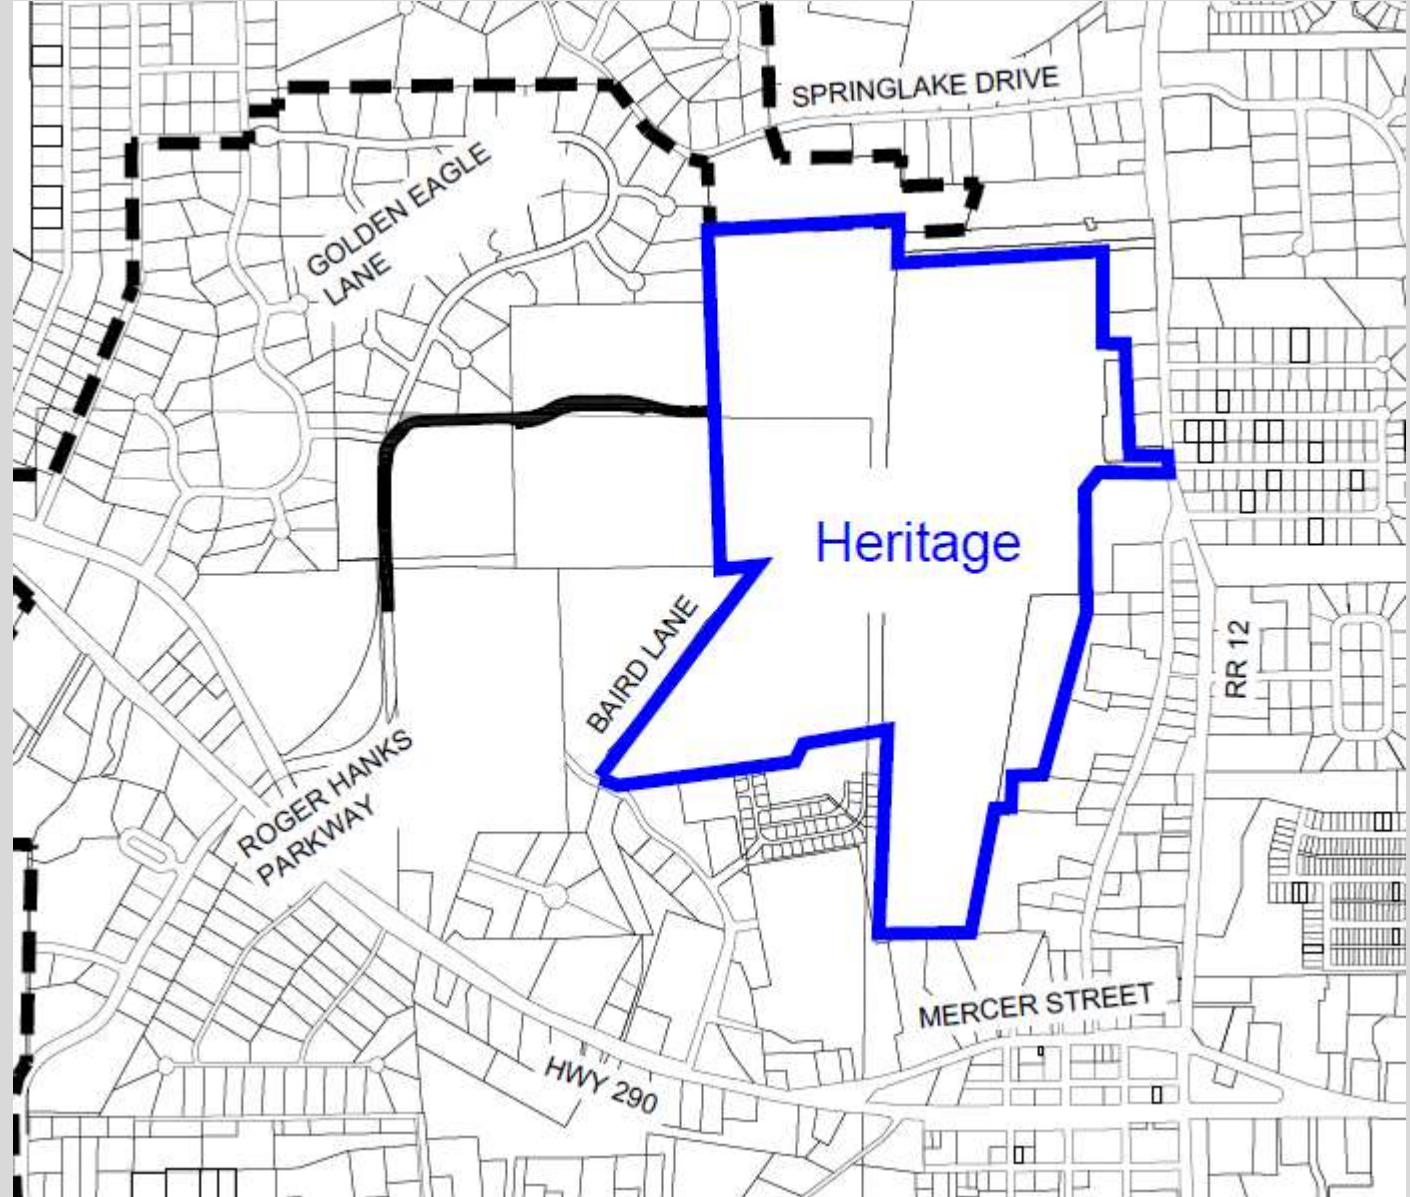 SPRINGLAKE DRIVE
GOLDEN EAGLE
LANE
Heritage
BAIRD LANE
RR 12
ROGER HANKS
PARKWAY
MERCER STREET
HWY 290